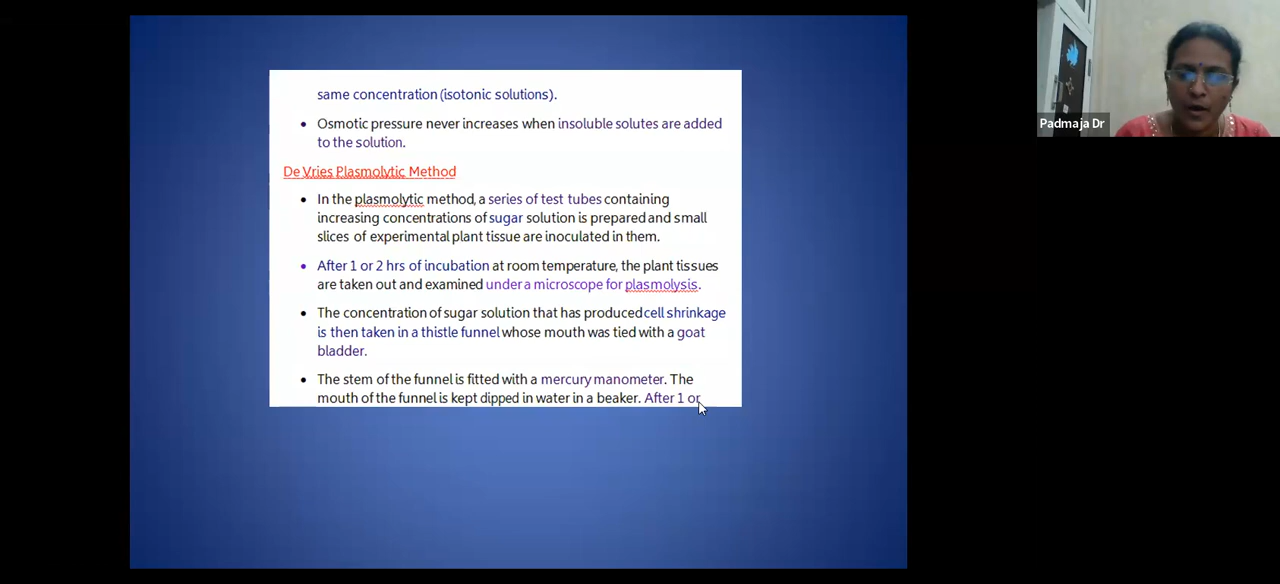 same concentration (isotonic solutions).
• Osmotic pressure never increases when insoluble solutes are added
to the solution.
De Vries Plasmolytic Method
• In the plasmolytic method, a series of test tubes containing
increasing concentrations of sugar solution is prepared and small
slices of experimental plant tissue are inoculated in them.
• After 1 or 2 hrs of incubation at room temperature, the plant tissues
are taken out and examined under a microscope for plasmolysis.
• The concentration of sugar solution that has produced cell shrinkage
is then taken in a thistle funnel whose mouth was tied with a goat
bladder.
• The stem of the funnel is fitted with a mercury manometer. The
mouth of the funnel is kept dipped in water in a beaker. After 1 or
Padmaja Dr